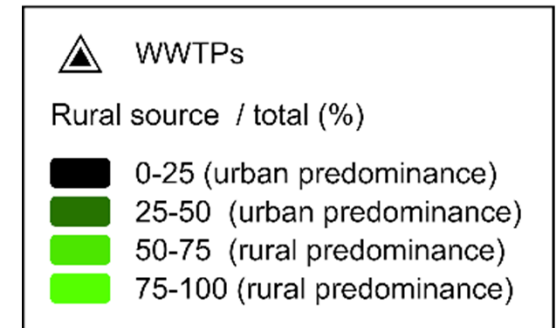 WWTPs
Rural source / total (%)
0-25 (urban predominance)
25-50 (urban predominance)
50-75 (rural predominance)
75-100 (rural predominance)